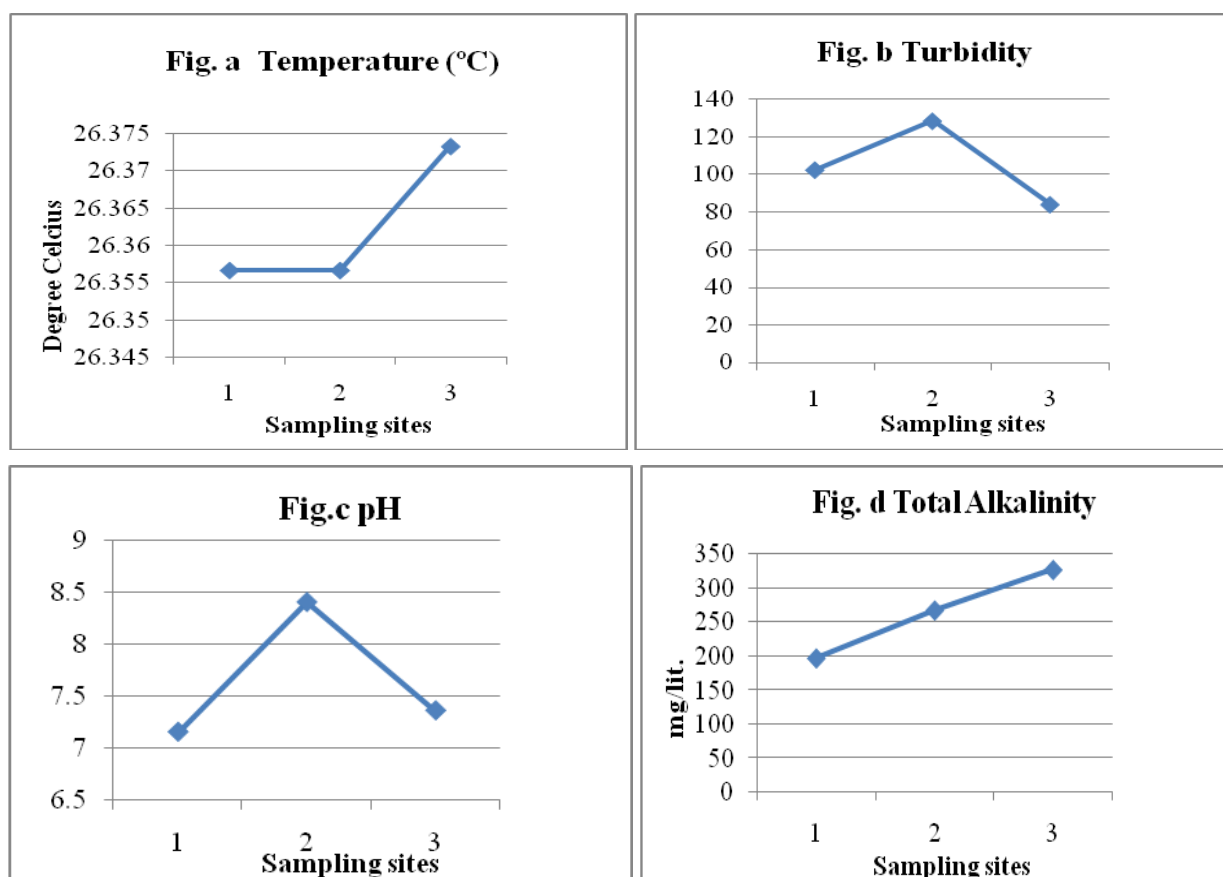 Fig. a  Temperature (ºC)
Degree Celcius
26.375
26.37
26.365
26.36
26.355
26.35
26.345
1 2 3
Sampling sites
Fig. b Turbidity
140
120
100
80
60
40
20
0
1 2 3
Sampling sites
Fig.c pH
9
8.5
8
7.5
7
6.5
1 2 3
Sampling sites
Fig. d Total Alkalinity
mg/lit.
350
300
250
200
150
100
50
0
1 2 3
Sampling sites